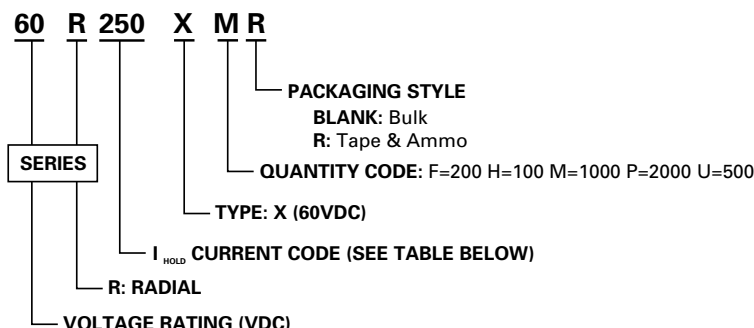 60 R 250 X M R
PACKAGING STYLE
BLANK: Bulk
R: Tape & Ammo
SERIES
QUANTITY CODE: F=200 H=100 M=1000 P=2000 U=500
TYPE: X (60VDC)
I HOLD CURRENT CODE (SEE TABLE BELOW)
R: RADIAL
VOLTAGE RATING (VDC)